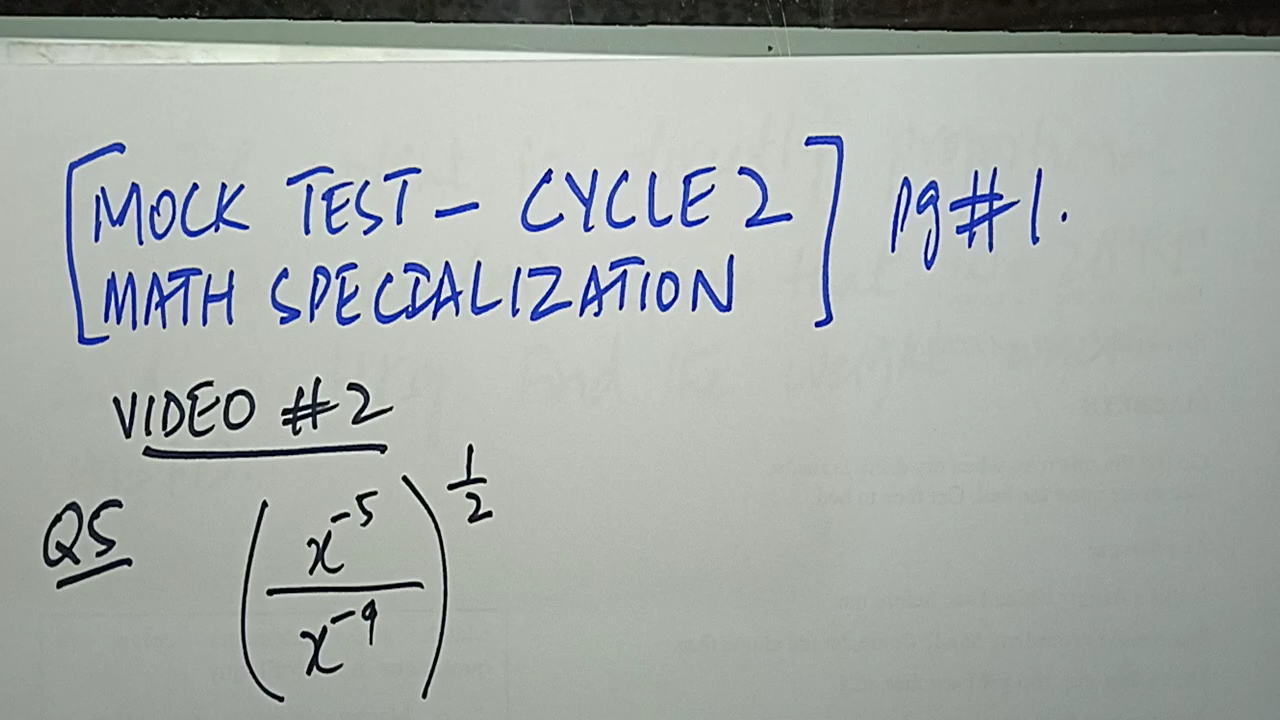 [MOCK TEST - CYCLE 2
MATH SPECIALIZATION] pg #1.
VIDEO #2
Q5 (x^-5 / x^-9)^1/2